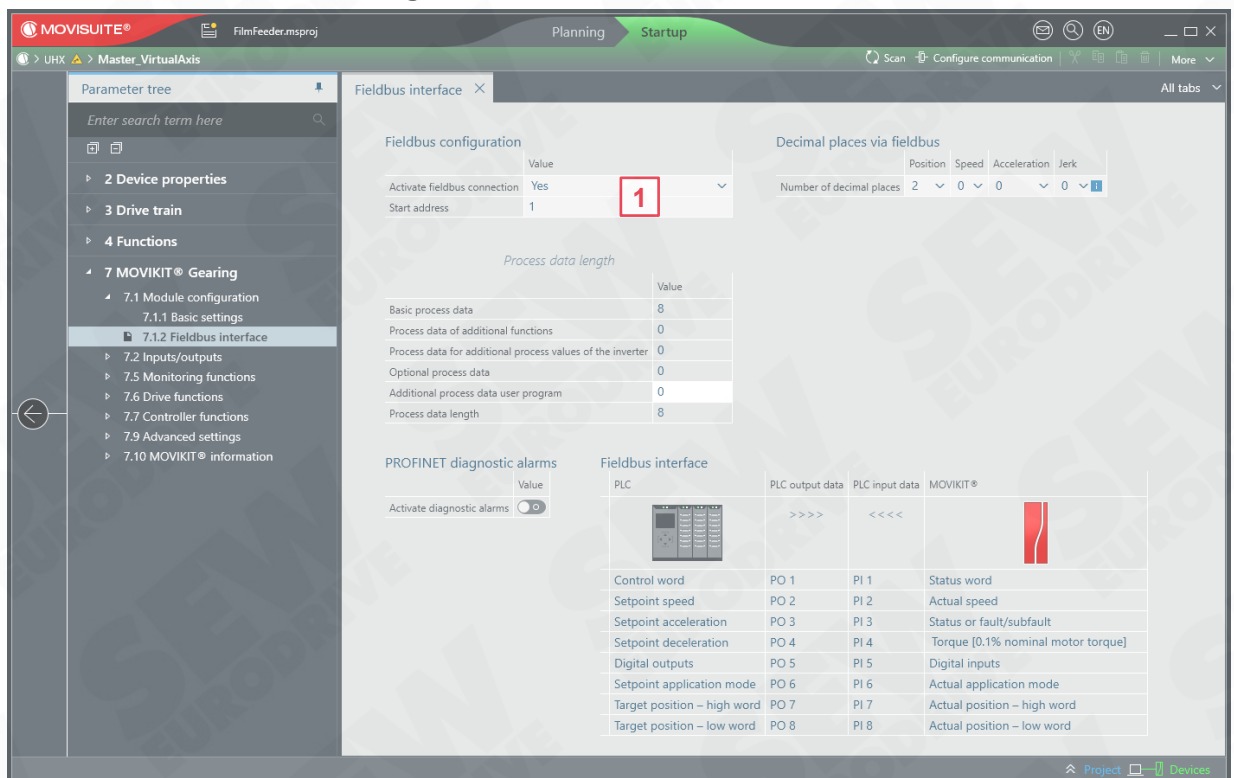 MOVISUITE® FilmFeeder.msproj Planning Startup EN
> UHX > Master_VirtualAxis Scan Configure communication More
Parameter tree
Enter search term here
2 Device properties
3 Drive train
4 Functions
7 MOVIKIT® Gearing
7.1 Module configuration
7.1.1 Basic settings
7.1.2 Fieldbus interface
7.2 Inputs/outputs
7.5 Monitoring functions
7.6 Drive functions
7.7 Controller functions
7.9 Advanced settings
7.10 MOVIKIT® information
Fieldbus interface All tabs
Fieldbus configuration
Value
Activate fieldbus connection Yes
Start address 1
1
Decimal places via fieldbus
Position Speed Acceleration Jerk
Number of decimal places 2 0 0 0 i
Process data length
Value
Basic process data 8
Process data of additional functions 0
Process data for additional process values of the inverter 0
Optional process data 0
Additional process data user program 0
Process data length 8
PROFINET diagnostic alarms
Value
Activate diagnostic alarms
Fieldbus interface
PLC PLC output data PLC input data MOVIKIT®
>>>> <<<<
Control word PO 1 PI 1 Status word
Setpoint speed PO 2 PI 2 Actual speed
Setpoint acceleration PO 3 PI 3 Status or fault/subfault
Setpoint deceleration PO 4 PI 4 Torque [0.1% nominal motor torque]
Digital outputs PO 5 PI 5 Digital inputs
Setpoint application mode PO 6 PI 6 Actual application mode
Target position – high word PO 7 PI 7 Actual position – high word
Target position – low word PO 8 PI 8 Actual position – low word
Project Devices
SEW
EURODRIVE